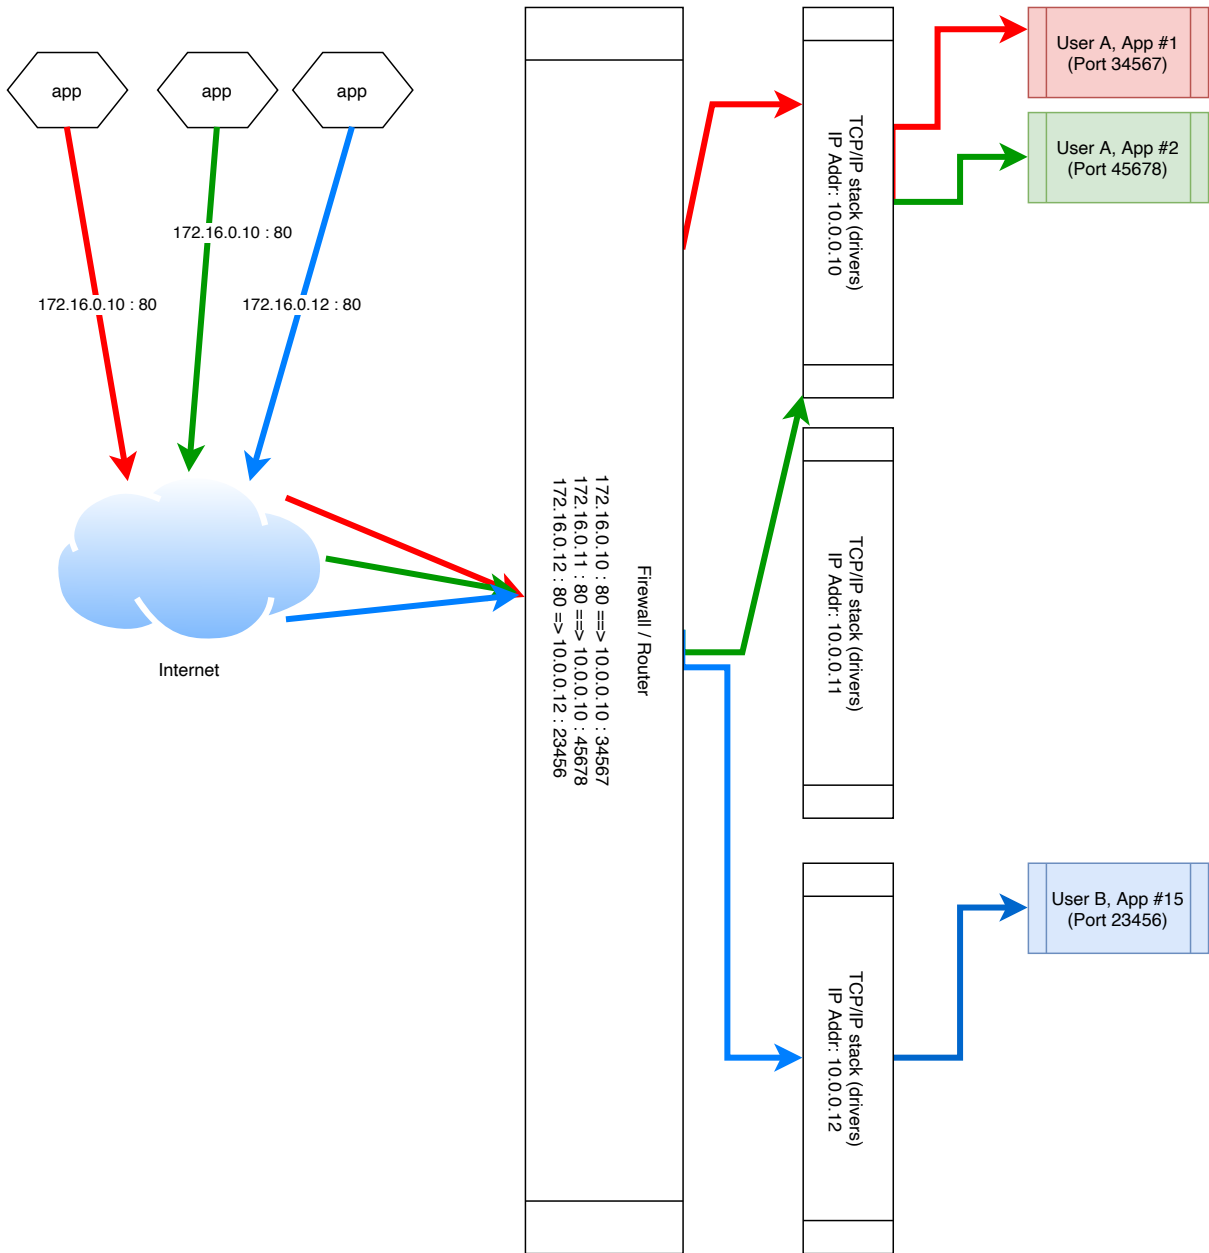 app
app
app
172.16.0.10 : 80
172.16.0.10 : 80
172.16.0.12 : 80
Internet
Firewall / Router
172.16.0.10 : 80 ==> 10.0.0.10 : 34567
172.16.0.11 : 80 ==> 10.0.0.10 : 45678
172.16.0.12 : 80 => 10.0.0.12 : 23456
TCP/IP stack (drivers)
IP Addr: 10.0.0.10
TCP/IP stack (drivers)
IP Addr: 10.0.0.11
TCP/IP stack (drivers)
IP Addr: 10.0.0.12
User A, App #1
(Port 34567)
User A, App #2
(Port 45678)
User B, App #15
(Port 23456)